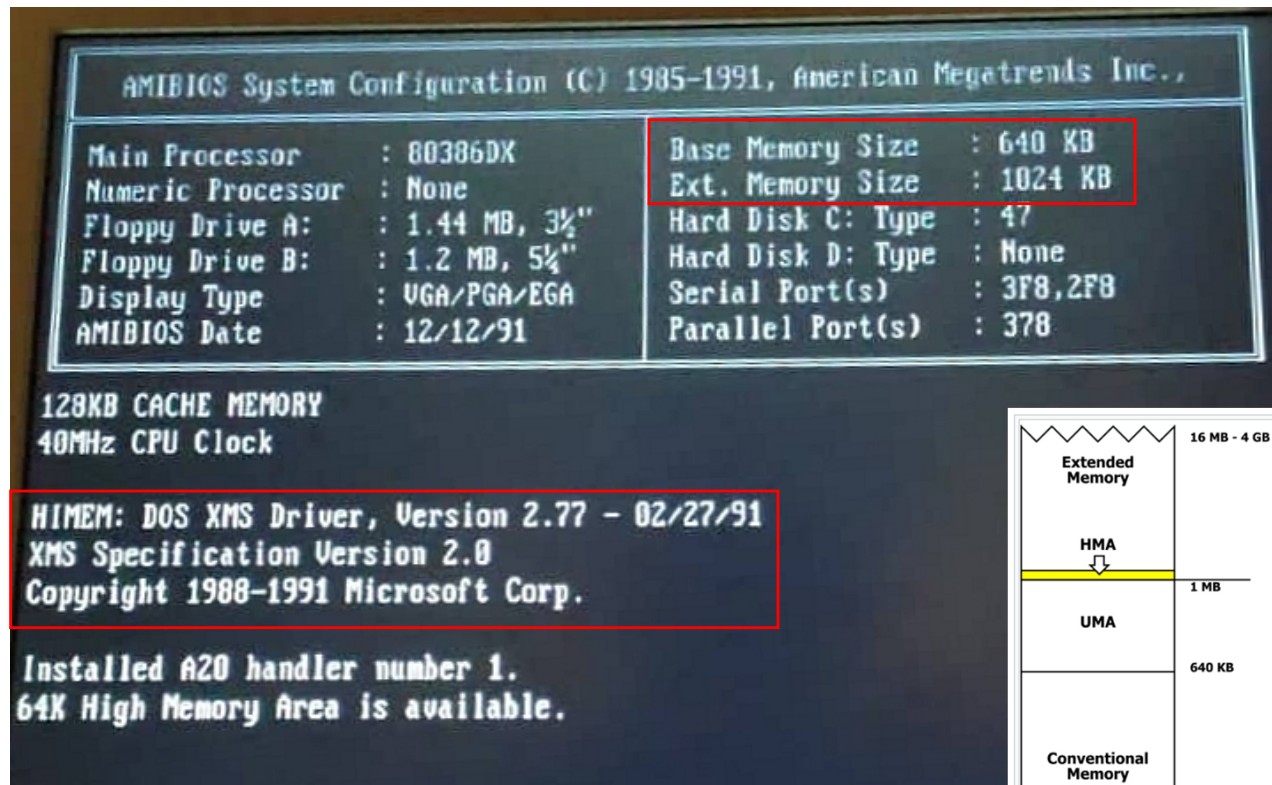 AMIBIOS System Configuration (C) 1985-1991, American Megatrends Inc.,
Main Processor : 80386DX
Numeric Processor : None
Floppy Drive A: : 1.44 MB, 3½"
Floppy Drive B: : 1.2 MB, 5¼"
Display Type : VGA/PGA/EGA
AMIBIOS Date : 12/12/91
Base Memory Size : 640 KB
Ext. Memory Size : 1024 KB
Hard Disk C: Type : 47
Hard Disk D: Type : None
Serial Port(s) : 3F8,2F8
Parallel Port(s) : 378
128KB CACHE MEMORY
40MHz CPU Clock
HIMEM: DOS XMS Driver, Version 2.77 - 02/27/91
XMS Specification Version 2.0
Copyright 1988-1991 Microsoft Corp.
Installed A20 handler number 1.
64K High Memory Area is available.
16 MB - 4 GB
Extended
Memory
HMA
1 MB
UMA
640 KB
Conventional
Memory